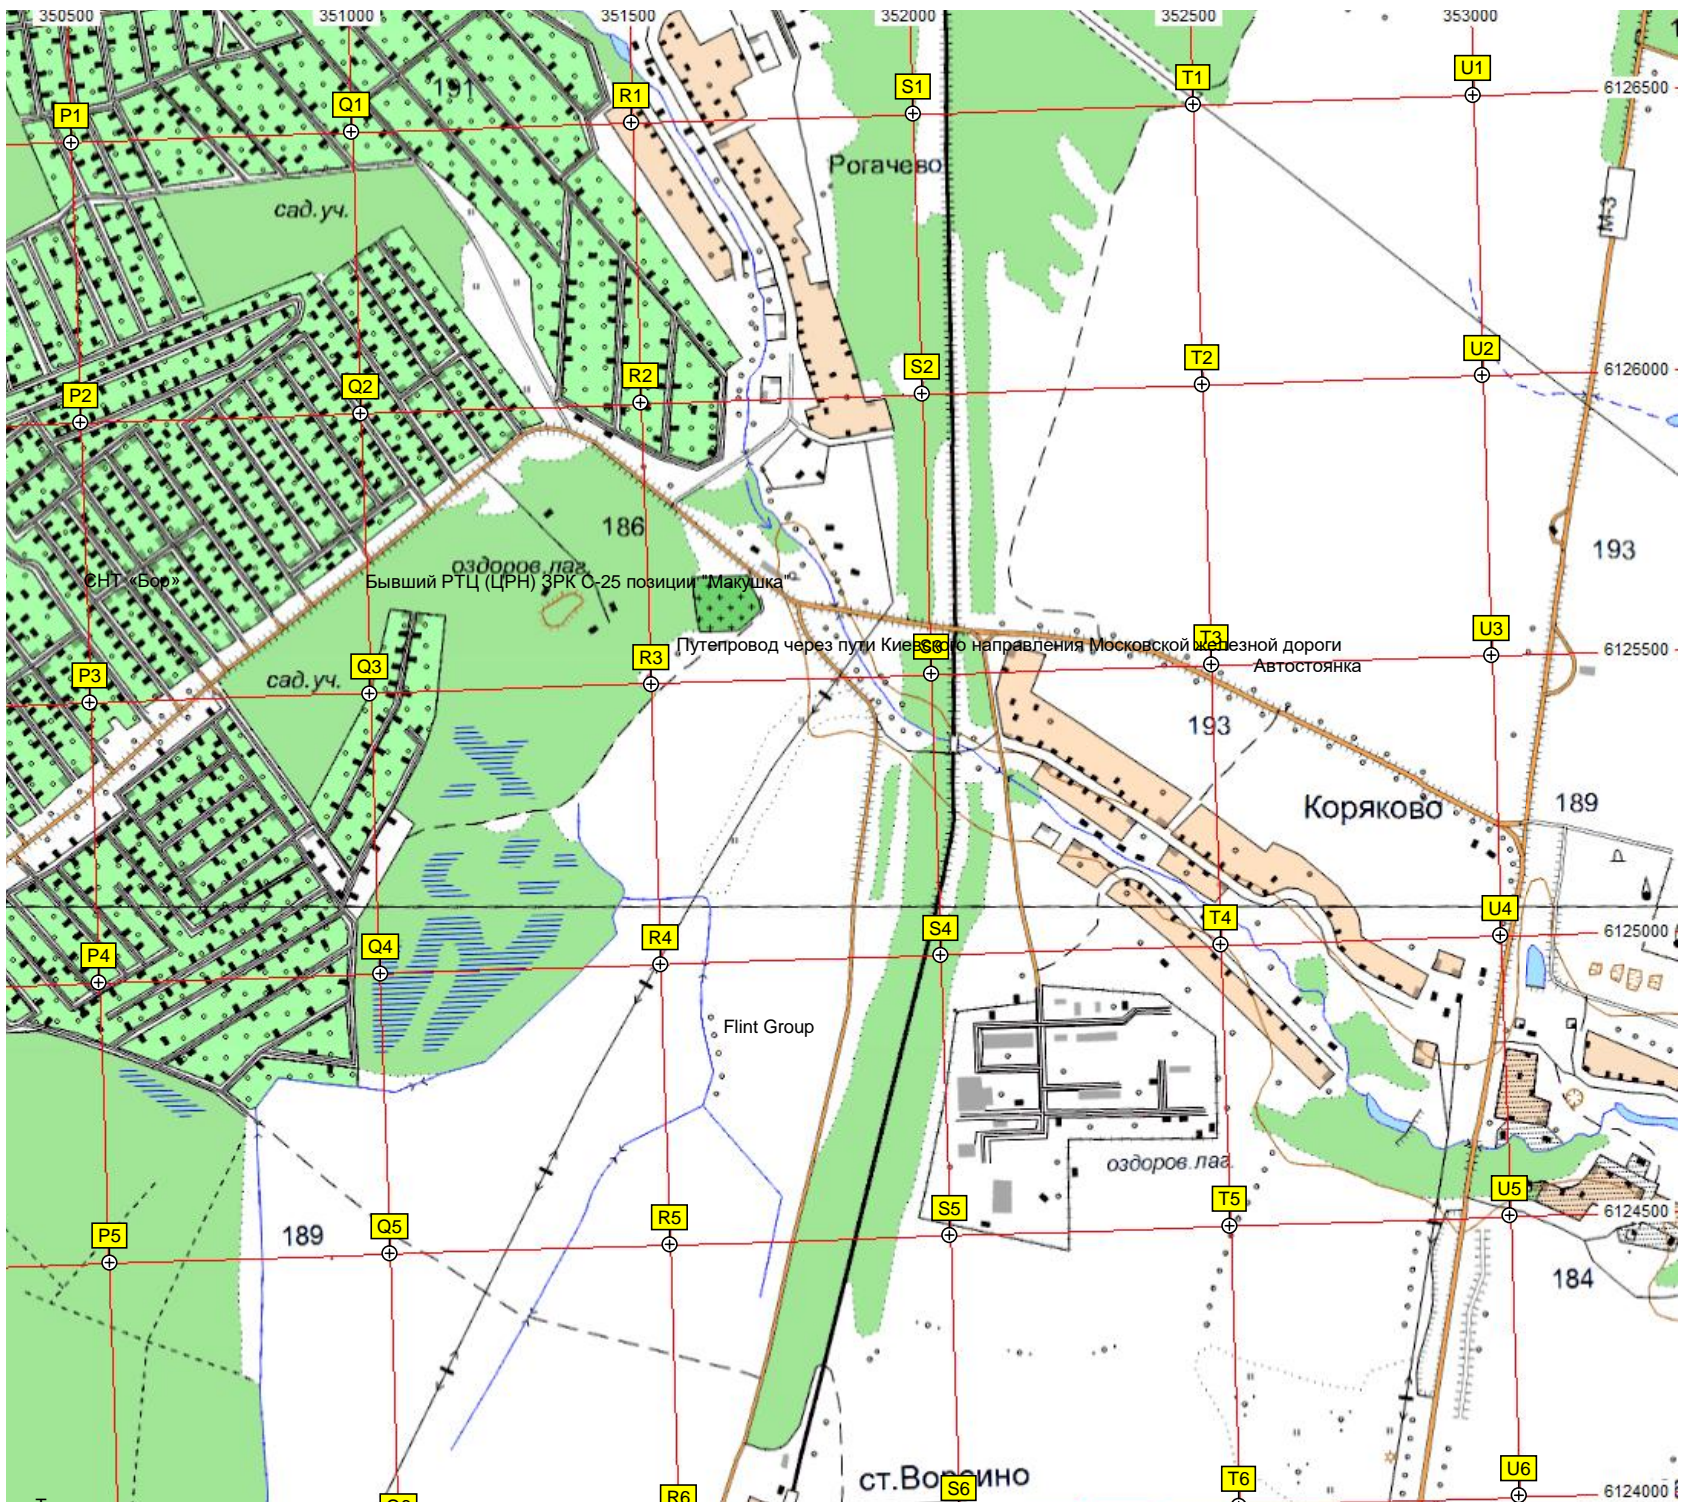 350500 351000 351500 352000 352500 353000
U1
T1
S1
6126500
191
R1
Q1
P1
Рогачево
М-3
сад.уч.
U2
T2
6126000
S2
R2
Q2
P2
186
193
оздоров.лаг.
СНТ «Бор»
Бывший РТЦ (ЦРН) ЗРК С-25 позиции "Макушка"
U3
T3
Путепровод через пути Киевского направления Московской железной дороги
S3
6125500
R3
Автостоянка
Q3
P3
сад.уч.
193
Коряково
189
U4
T4
S4
6125000
R4
Q4
P4
Flint Group
оздоров.лаг.
U5
T5
S5
6124500
R5
Q5
P5
189
184
U6
ст.Ворсино
T6
S6
6124000
R6